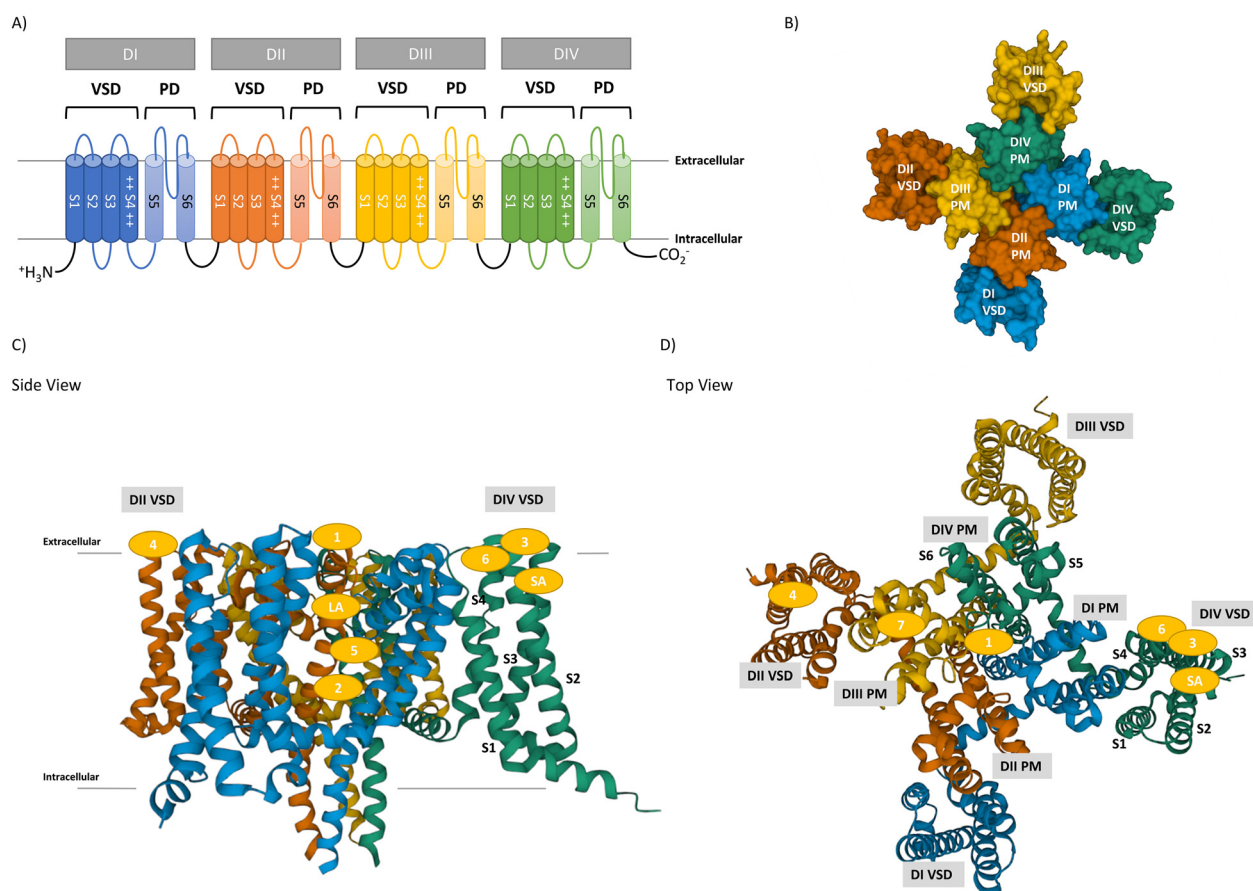 A)
DI DII DIII DIV
VSD PD VSD PD VSD PD VSD PD
Extracellular
S1 S2 S3 ++ S4 ++ S5 S6 S1 S2 S3 ++ S4 ++ S5 S6 S1 S2 S3 ++ S4 ++ S5 S6 S1 S2 S3 ++ S4 ++ S5 S6
Intracellular
⁺H₃N
CO₂⁻
B)
DIII
VSD
DIV
PM
DII
VSD
DIII
PM
DI
PM
DIV
VSD
DII
PM
DI
VSD
C)
Side View
DII VSD
DIV VSD
Extracellular
4
1
3
6
SA
LA
S4
5
S3
2
S2
S1
Intracellular
D)
Top View
DIII VSD
DIV PM
S6
S5
4
DI PM
DIV VSD
7
1
6
3
S4
S3
SA
DII VSD
DIII PM
S1
S2
DII PM
DI VSD